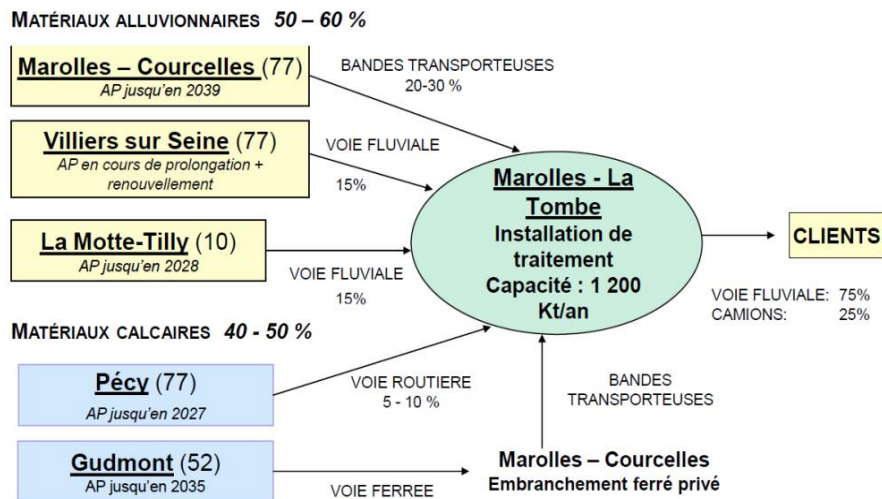 MATÉRIAUX ALLUVIONNAIRES 50 – 60 %
Marolles – Courcelles (77)
AP jusqu'en 2039
BANDES TRANSPORTEUSES
20-30 %
Villiers sur Seine (77)
AP en cours de prolongation +
renouvellement
VOIE FLUVIALE
15%
La Motte-Tilly (10)
AP jusqu'en 2028
VOIE FLUVIALE
15%
Marolles - La
Tombe
Installation de
traitement
Capacité : 1 200
Kt/an
CLIENTS
VOIE FLUVIALE: 75%
CAMIONS: 25%
MATÉRIAUX CALCAIRES 40 - 50 %
Pécy (77)
AP jusqu'en 2027
VOIE ROUTIERE
5 - 10 %
BANDES
TRANSPORTEUSES
Gudmont (52)
AP jusqu'en 2035
VOIE FERREE
Marolles – Courcelles
Embranchement ferré privé